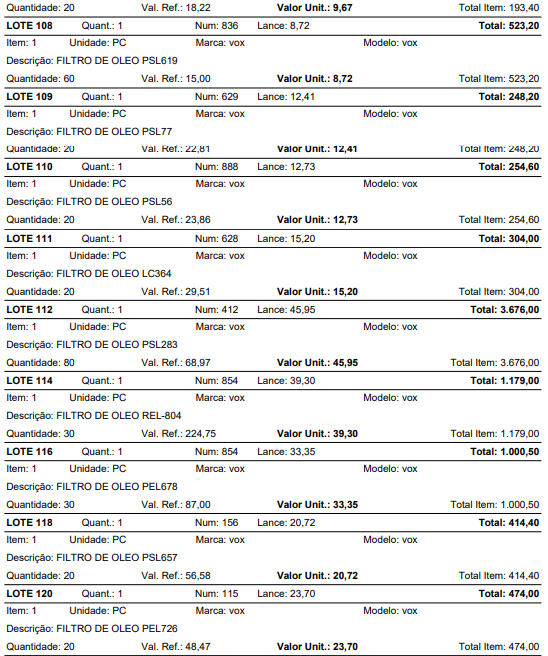 Quantidade: 20 Val. Ref.: 18,22 Valor Unit.: 9,67 Total Item: 193,40
LOTE 108 Quant.: 1 Num: 836 Lance: 8,72 Total: 523,20
Item: 1 Unidade: PC Marca: vox Modelo: vox
Descrição: FILTRO DE OLEO PSL619
Quantidade: 60 Val. Ref.: 15,00 Valor Unit.: 8,72 Total Item: 523,20
LOTE 109 Quant.: 1 Num: 629 Lance: 12,41 Total: 248,20
Item: 1 Unidade: PC Marca: vox Modelo: vox
Descrição: FILTRO DE OLEO PSL77
Quantidade: 20 Val. Ref.: 22,81 Valor Unit.: 12,41 Total Item: 248,20
LOTE 110 Quant.: 1 Num: 888 Lance: 12,73 Total: 254,60
Item: 1 Unidade: PC Marca: vox Modelo: vox
Descrição: FILTRO DE OLEO PSL56
Quantidade: 20 Val. Ref.: 23,86 Valor Unit.: 12,73 Total Item: 254,60
LOTE 111 Quant.: 1 Num: 628 Lance: 15,20 Total: 304,00
Item: 1 Unidade: PC Marca: vox Modelo: vox
Descrição: FILTRO DE OLEO LC364
Quantidade: 20 Val. Ref.: 29,51 Valor Unit.: 15,20 Total Item: 304,00
LOTE 112 Quant.: 1 Num: 412 Lance: 45,95 Total: 3.676,00
Item: 1 Unidade: PC Marca: vox Modelo: vox
Descrição: FILTRO DE OLEO PSL283
Quantidade: 80 Val. Ref.: 68,97 Valor Unit.: 45,95 Total Item: 3.676,00
LOTE 114 Quant.: 1 Num: 854 Lance: 39,30 Total: 1.179,00
Item: 1 Unidade: PC Marca: vox Modelo: vox
Descrição: FILTRO DE OLEO REL-804
Quantidade: 30 Val. Ref.: 224,75 Valor Unit.: 39,30 Total Item: 1.179,00
LOTE 116 Quant.: 1 Num: 854 Lance: 33,35 Total: 1.000,50
Item: 1 Unidade: PC Marca: vox Modelo: vox
Descrição: FILTRO DE OLEO PEL678
Quantidade: 30 Val. Ref.: 87,00 Valor Unit.: 33,35 Total Item: 1.000,50
LOTE 118 Quant.: 1 Num: 156 Lance: 20,72 Total: 414,40
Item: 1 Unidade: PC Marca: vox Modelo: vox
Descrição: FILTRO DE OLEO PSL657
Quantidade: 20 Val. Ref.: 56,58 Valor Unit.: 20,72 Total Item: 414,40
LOTE 120 Quant.: 1 Num: 115 Lance: 23,70 Total: 474,00
Item: 1 Unidade: PC Marca: vox Modelo: vox
Descrição: FILTRO DE OLEO PEL726
Quantidade: 20 Val. Ref.: 48,47 Valor Unit.: 23,70 Total Item: 474,00